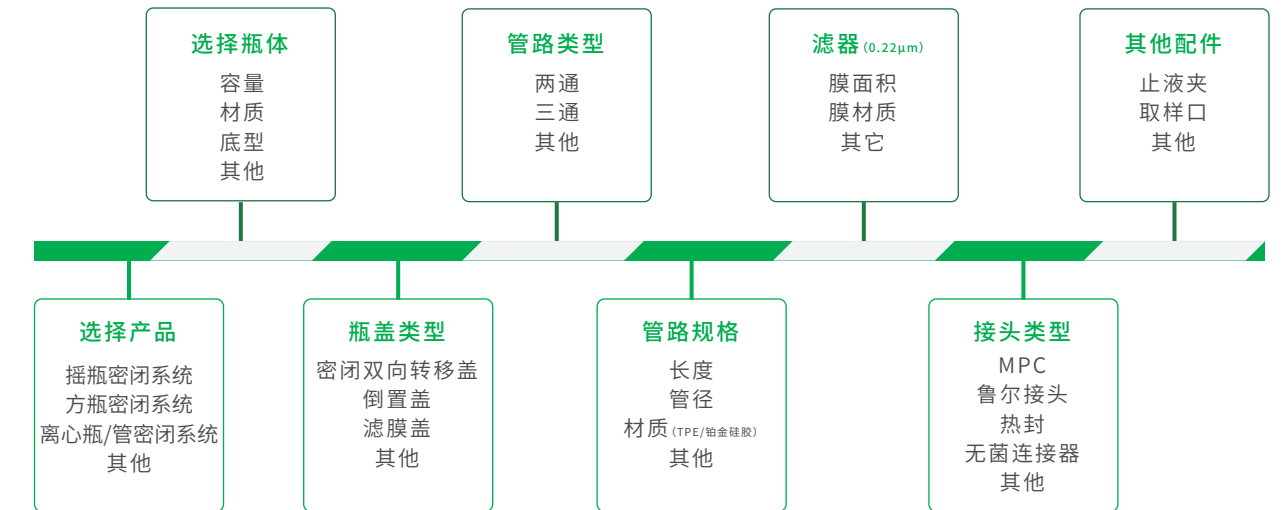 选择瓶体
容量
材质
底型
其他
管路类型
两通
三通
其他
滤器(0.22μm)
膜面积
膜材质
其它
其他配件
止液夹
取样口
其他
选择产品
摇瓶密闭系统
方瓶密闭系统
离心瓶/管密闭系统
其他
瓶盖类型
密闭双向转移盖
倒置盖
滤膜盖
其他
管路规格
长度
管径
材质(TPE/铂金硅胶)
其他
接头类型
MPC
鲁尔接头
热封
无菌连接器
其他